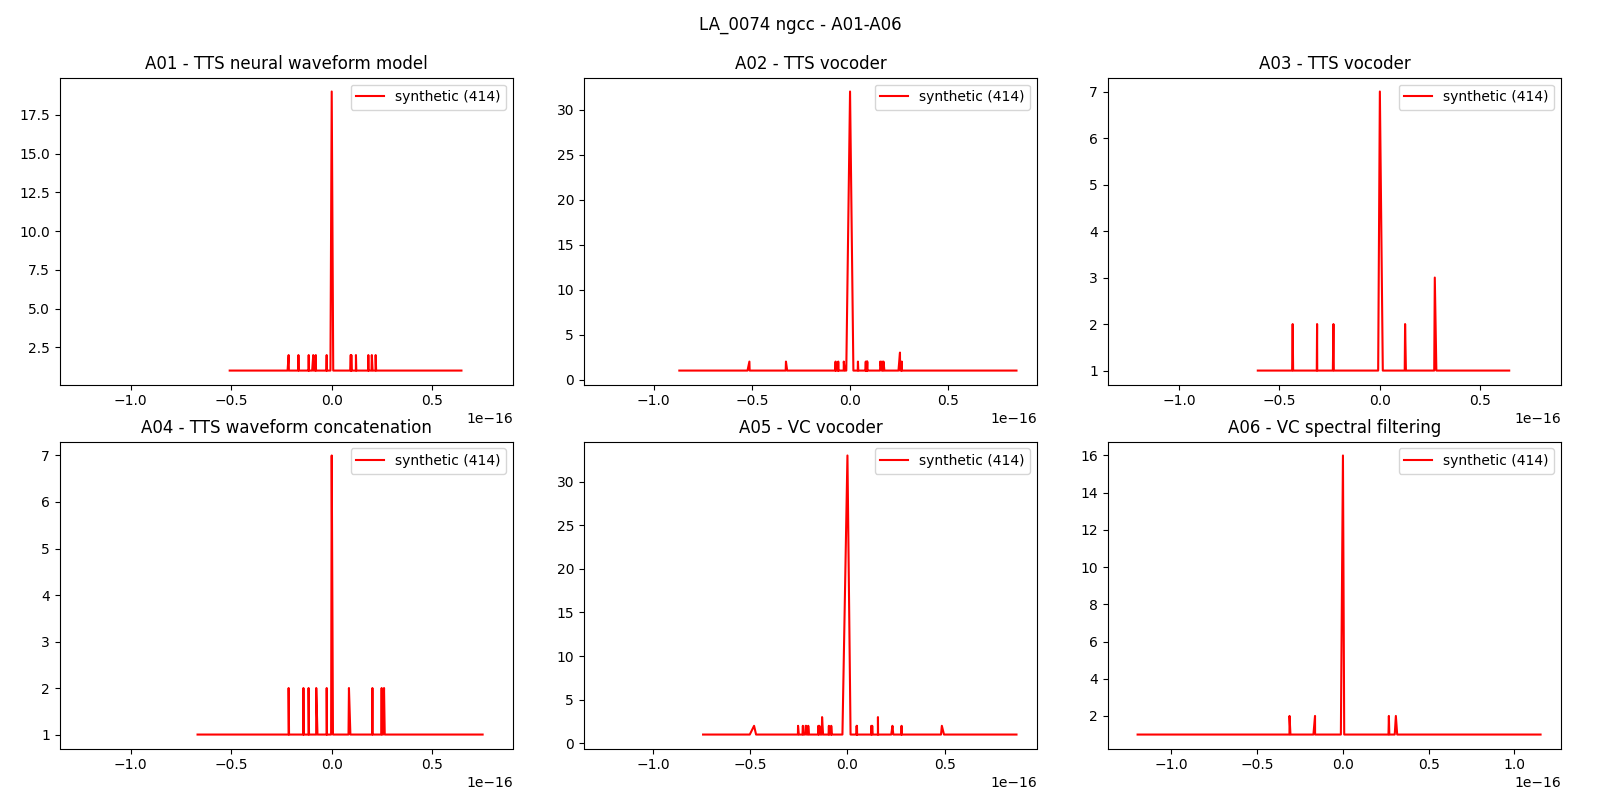 LA_0074 ngcc - A01-A06
A01 - TTS neural waveform model
synthetic (414)
17.5
15.0
12.5
10.0
7.5
5.0
2.5
−1.0 −0.5 0.0 0.5
1e−16
A02 - TTS vocoder
synthetic (414)
30
25
20
15
10
5
0
−1.0 −0.5 0.0 0.5
1e−16
A03 - TTS vocoder
synthetic (414)
7
6
5
4
3
2
1
−1.0 −0.5 0.0 0.5
1e−16
A04 - TTS waveform concatenation
synthetic (414)
7
6
5
4
3
2
1
−1.0 −0.5 0.0 0.5
1e−16
A05 - VC vocoder
synthetic (414)
30
25
20
15
10
5
0
−1.0 −0.5 0.0 0.5
1e−16
A06 - VC spectral filtering
synthetic (414)
16
14
12
10
8
6
4
2
−1.0 −0.5 0.0 0.5 1.0
1e−16